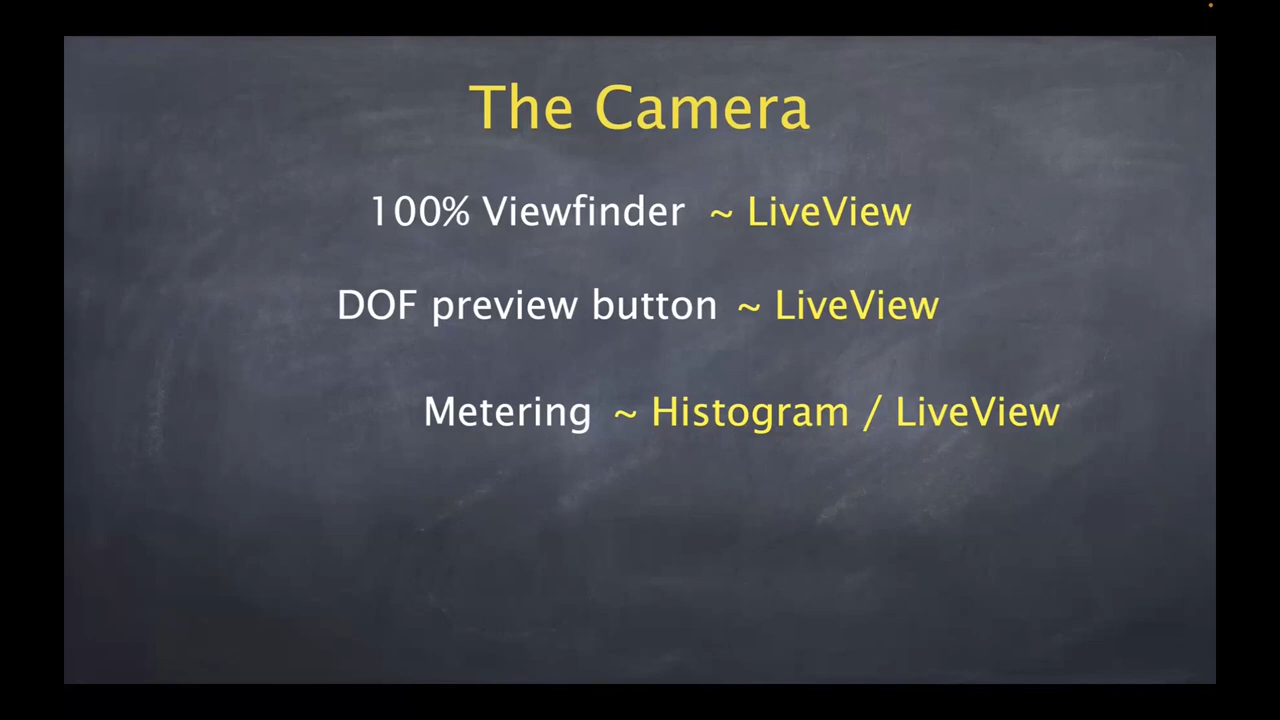 The Camera
100% Viewfinder ~ LiveView
DOF preview button ~ LiveView
Metering ~ Histogram / LiveView